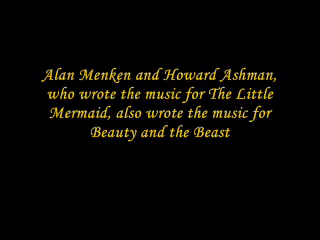 Alan Menken and Howard Ashman,
who wrote the music for The Little
Mermaid, also wrote the music for
Beauty and the Beast